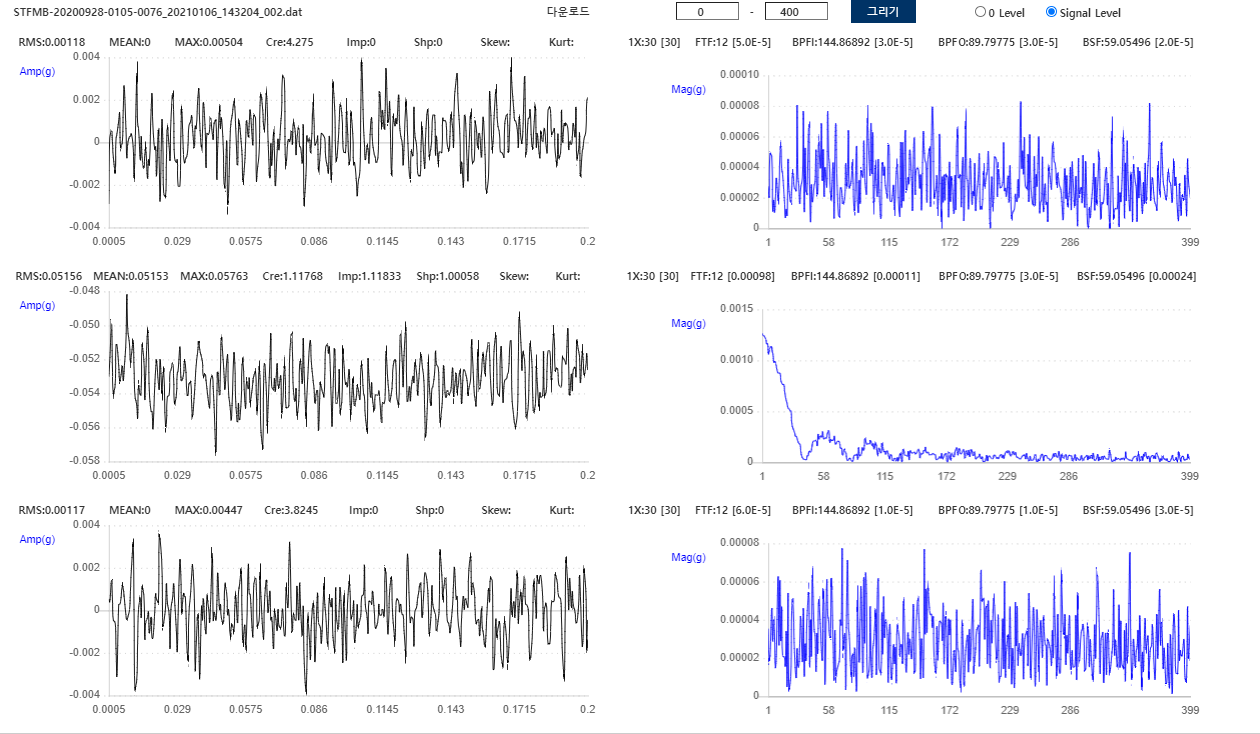 STFMB-20200928-0105-0076_20210106_143204_002.dat 다운로드 0 - 400 그리기 0 Level Signal Level
RMS:0.00118 MEAN:0 MAX:0.00504 Cre:4.275 Imp:0 Shp:0 Skew: Kurt:
Amp(g)
0.004
0.002
0
-0.002
-0.004
0.0005 0.029 0.0575 0.086 0.1145 0.143 0.1715 0.2
1X:30 [30] FTF:12 [5.0E-5] BPFI:144.86892 [3.0E-5] BPFO:89.79775 [3.0E-5] BSF:59.05496 [2.0E-5]
Mag(g)
0.00010
0.00008
0.00006
0.00004
0.00002
0
1 58 115 172 229 286 399
RMS:0.05156 MEAN:0.05153 MAX:0.05763 Cre:1.11768 Imp:1.11833 Shp:1.00058 Skew: Kurt:
Amp(g)
-0.048
-0.050
-0.052
-0.054
-0.056
-0.058
0.0005 0.029 0.0575 0.086 0.1145 0.143 0.1715 0.2
1X:30 [30] FTF:12 [0.00098] BPFI:144.86892 [0.00011] BPFO:89.79775 [3.0E-5] BSF:59.05496 [0.00024]
Mag(g)
0.0015
0.0010
0.0005
0
1 58 115 172 229 286 399
RMS:0.00117 MEAN:0 MAX:0.00447 Cre:3.8245 Imp:0 Shp:0 Skew: Kurt:
Amp(g)
0.004
0.002
0
-0.002
-0.004
0.0005 0.029 0.0575 0.086 0.1145 0.143 0.1715 0.2
1X:30 [30] FTF:12 [6.0E-5] BPFI:144.86892 [1.0E-5] BPFO:89.79775 [1.0E-5] BSF:59.05496 [3.0E-5]
Mag(g)
0.00008
0.00006
0.00004
0.00002
0
1 58 115 172 229 286 399